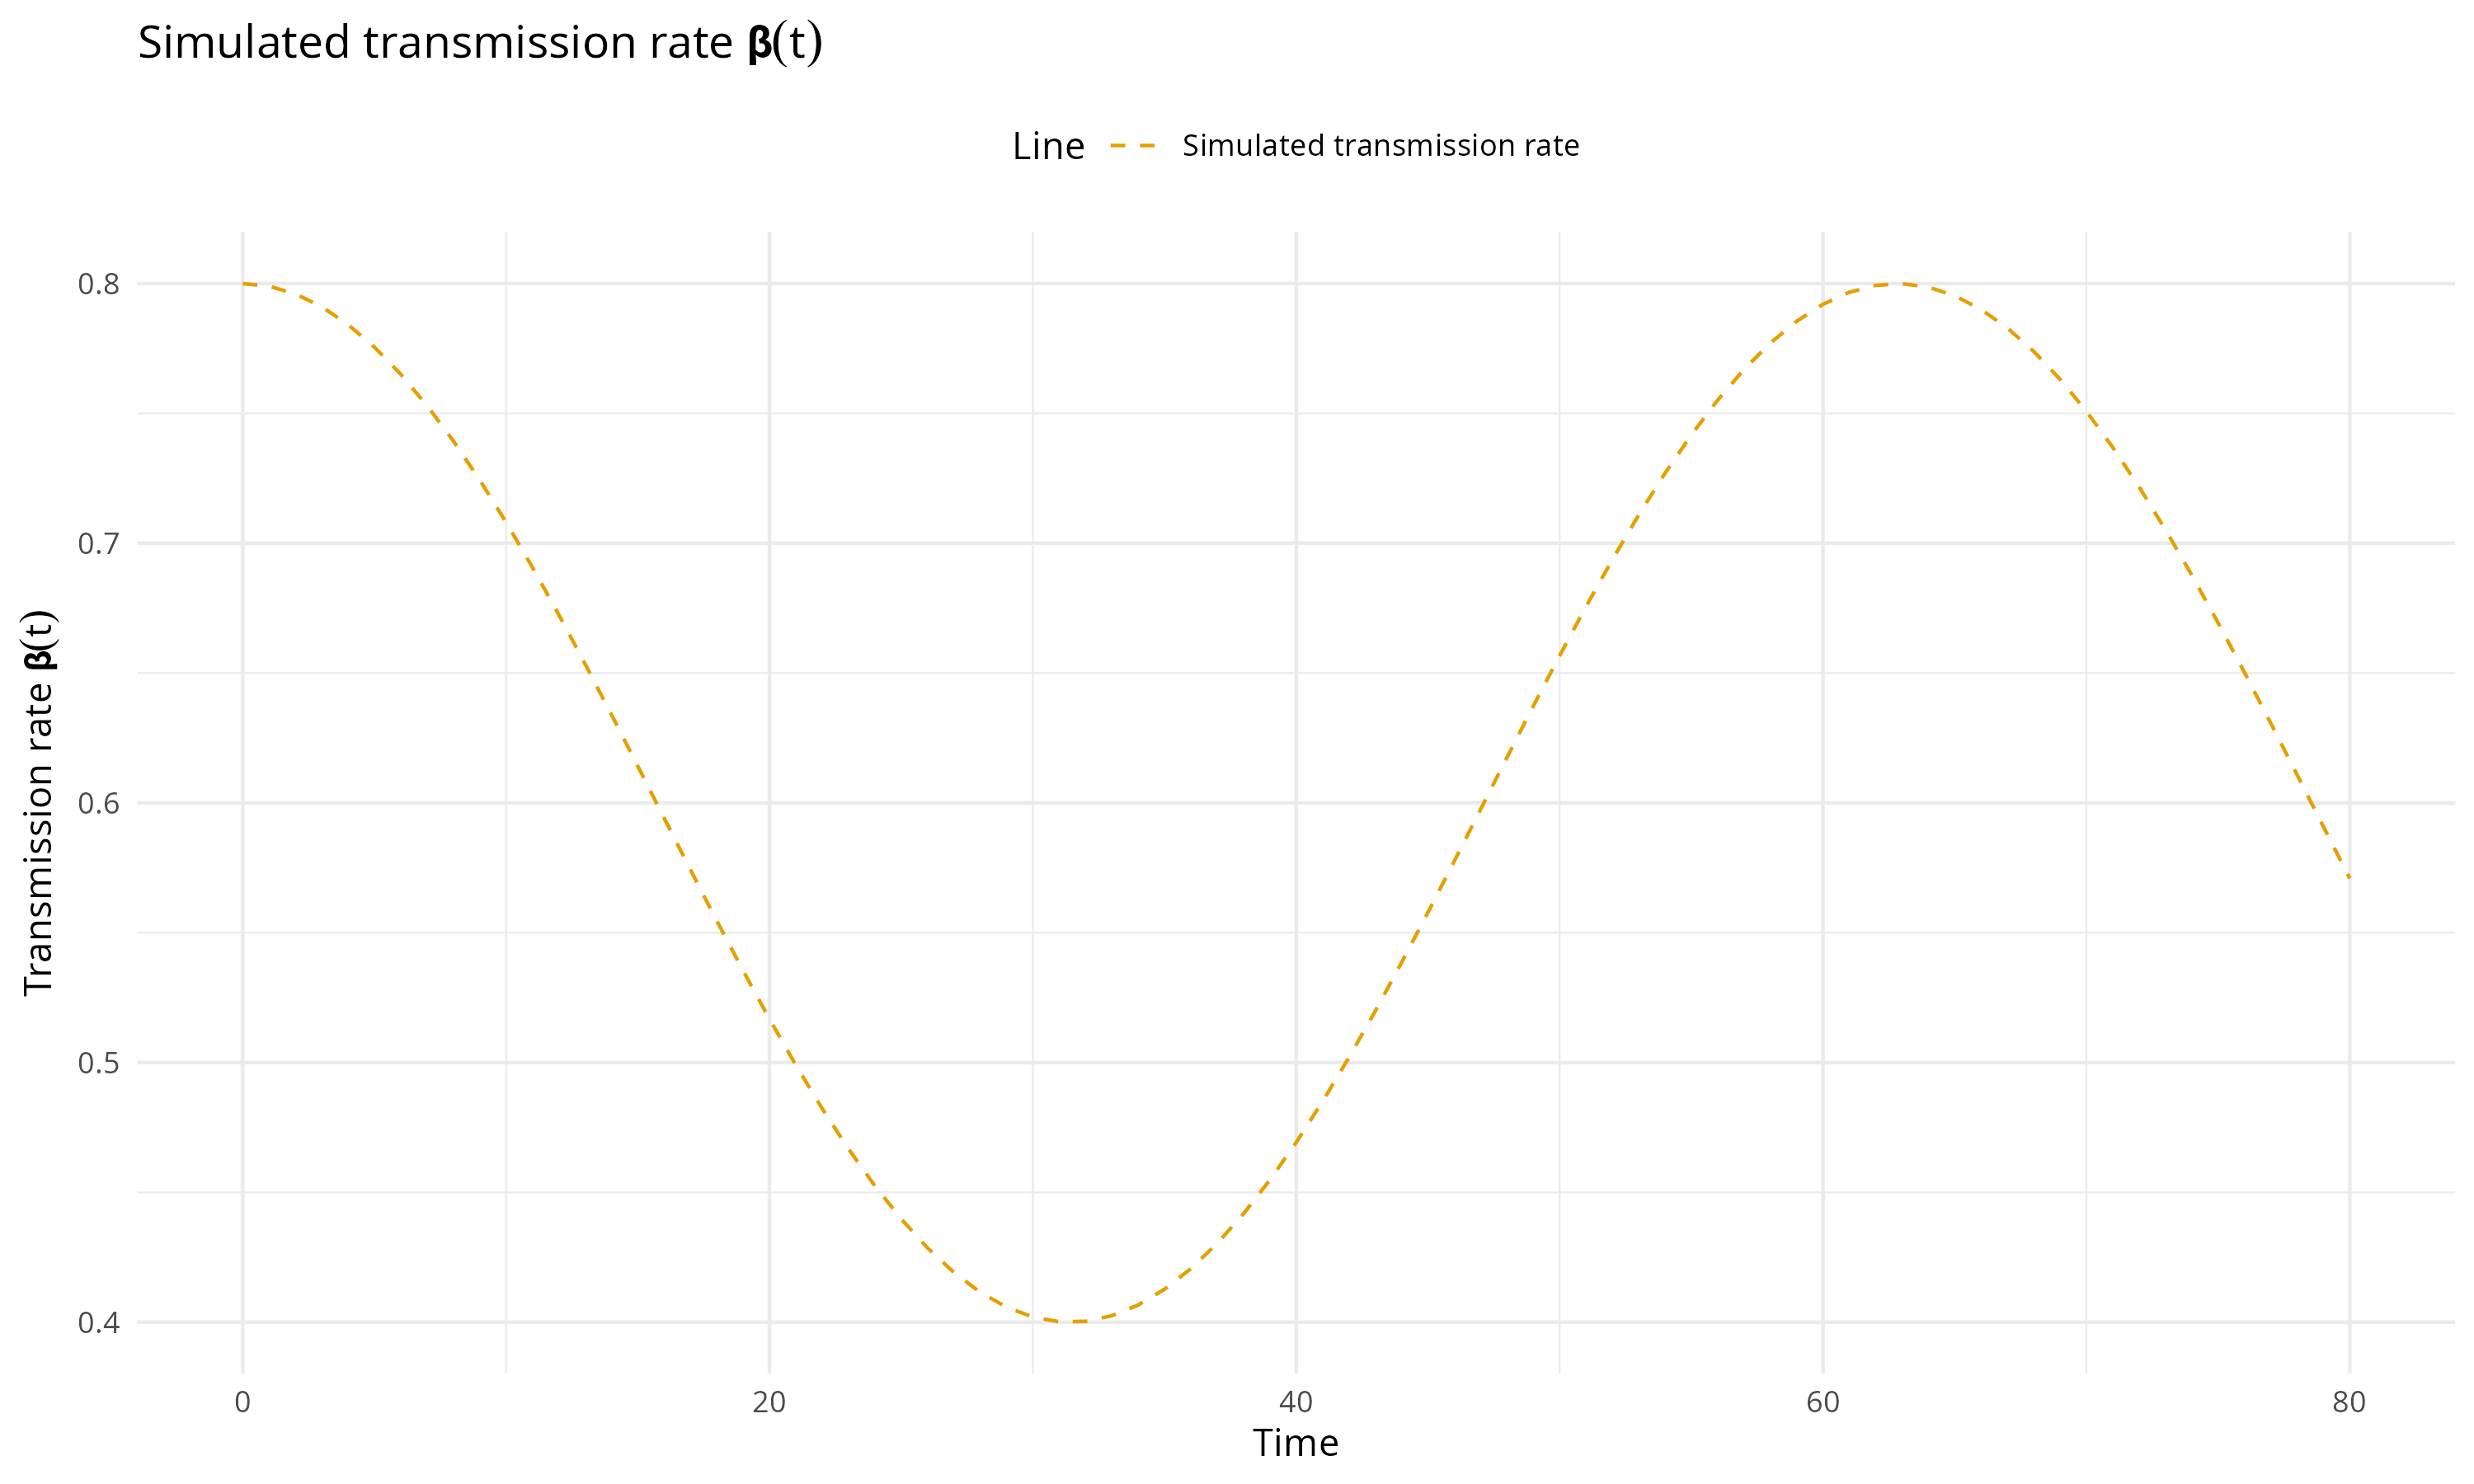 Simulated transmission rate β(t)
Line Simulated transmission rate
0.8
0.7
0.6
0.5
0.4
Transmission rate β(t)
0 20 40 60 80
Time